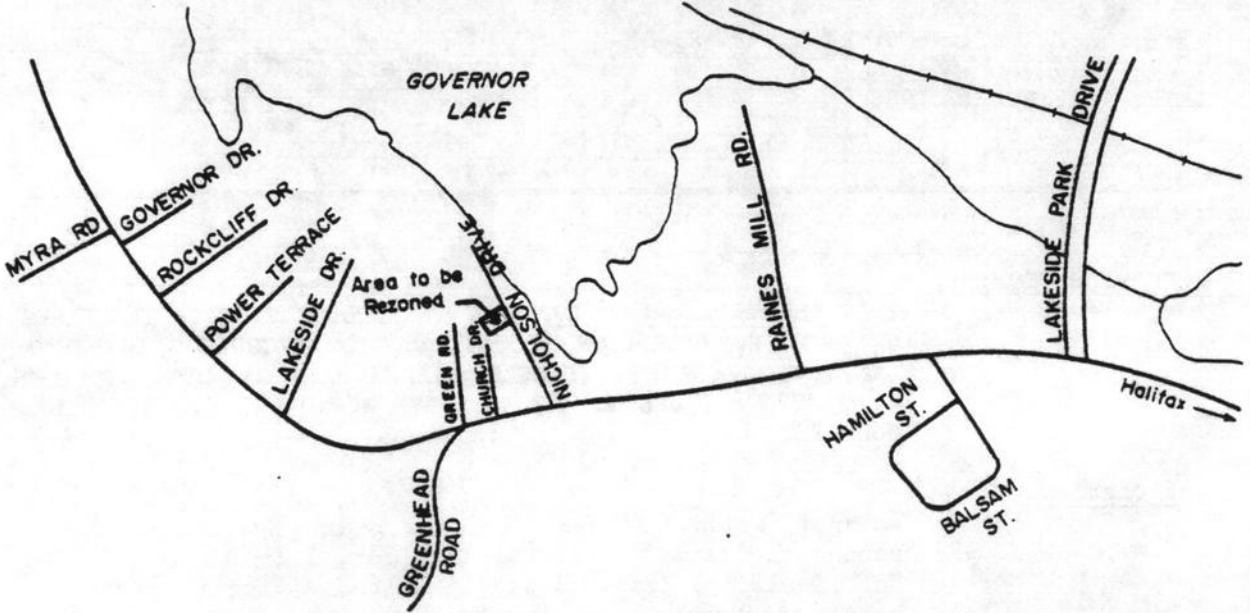 GOVERNOR
LAKE
MYRA RD
GOVERNOR DR.
ROCKCLIFF DR.
POWER TERRACE
LAKESIDE DR.
Area to be
Rezoned
GREEN RD.
CHURCH DR.
NICHOLSON DRIVE
RAINES MILL RD.
LAKESIDE PARK DRIVE
Halifax
HAMILTON
ST.
BALSAM
ST.
GREENHEAD
ROAD